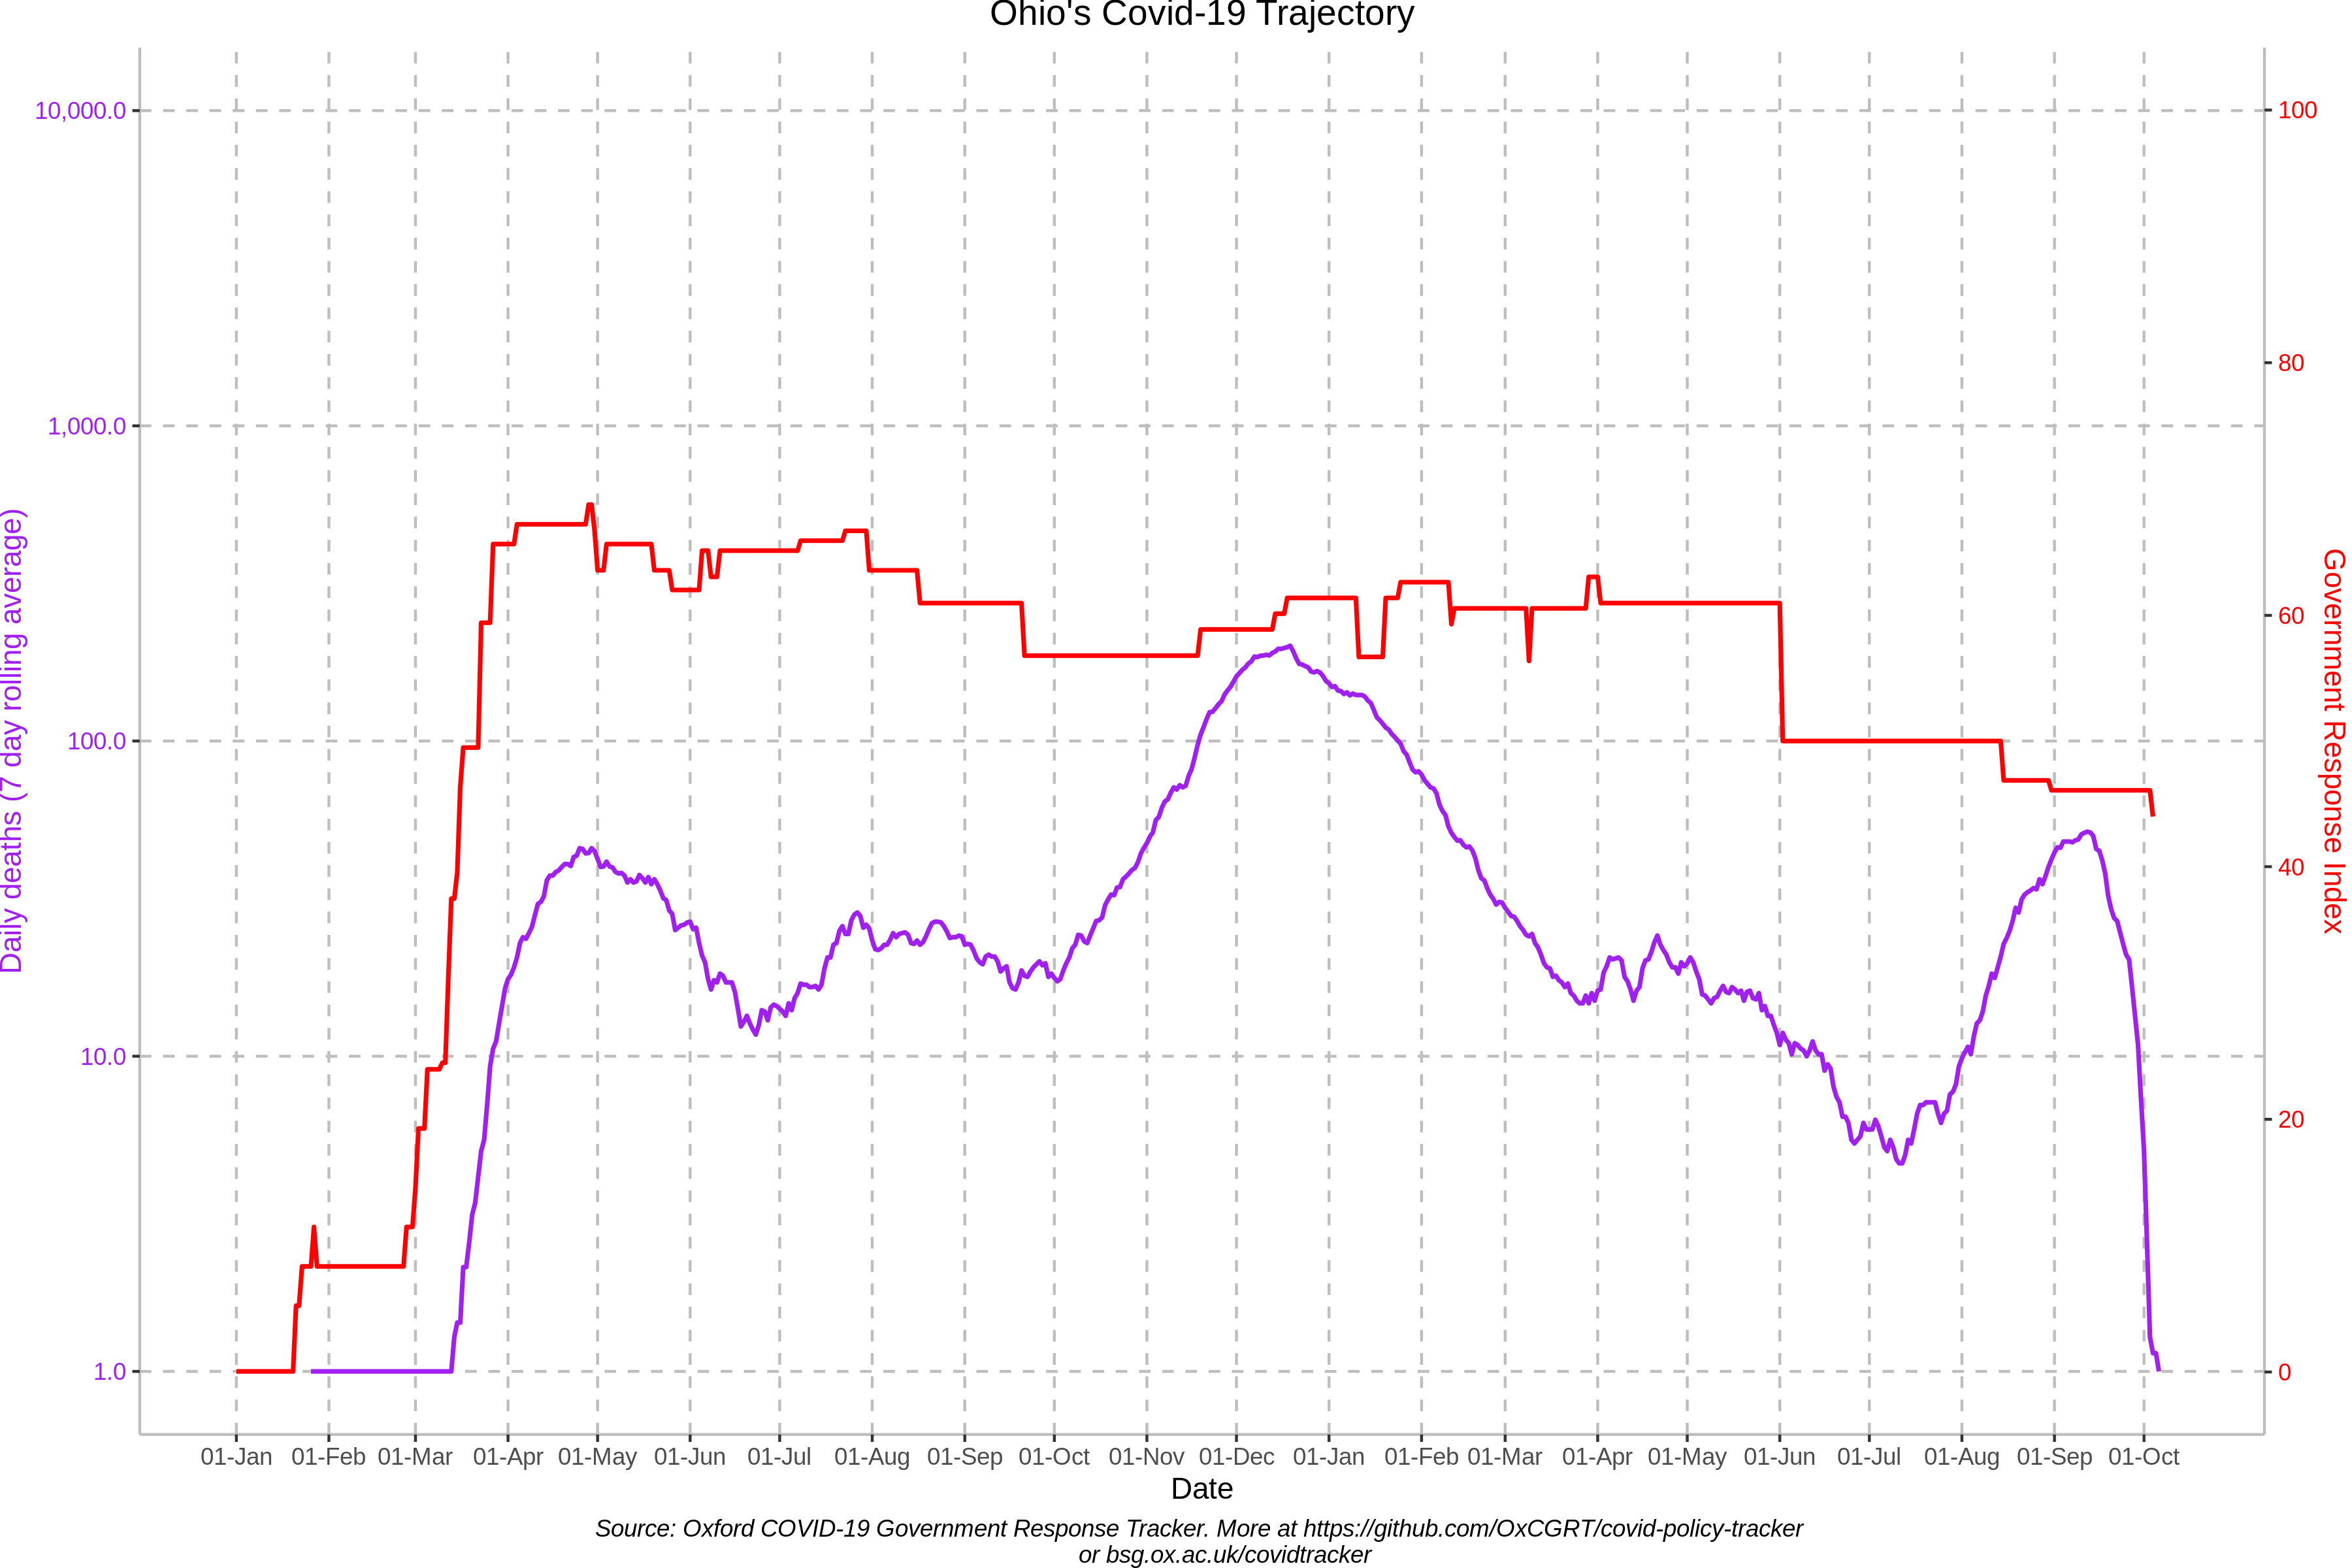 Ohio's Covid-19 Trajectory
10,000.0
1,000.0
100.0
10.0
1.0
Daily deaths (7 day rolling average)
100
80
60
40
20
0
Government Response Index
01-Jan 01-Feb 01-Mar 01-Apr 01-May 01-Jun 01-Jul 01-Aug 01-Sep 01-Oct 01-Nov 01-Dec 01-Jan 01-Feb 01-Mar 01-Apr 01-May 01-Jun 01-Jul 01-Aug 01-Sep 01-Oct
Date
Source: Oxford COVID-19 Government Response Tracker. More at https://github.com/OxCGRT/covid-policy-tracker
or bsg.ox.ac.uk/covidtracker